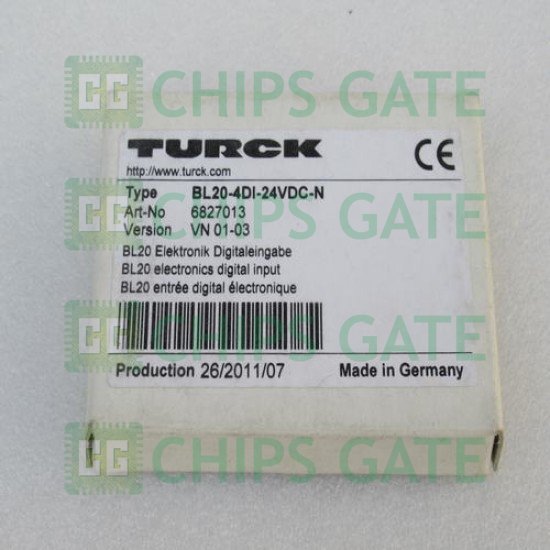 CHIPS GATE
TURCK
CE
http://www.turck.com
Type BL20-4DI-24VDC-N
Art-No 6827013
Version VN 01-03
BL20 Elektronik Digitaleingabe
BL20 electronics digital input
BL20 entrée digital électronique
Production 26/2011/07 Made in Germany
CHIPS GATE
CHIPS GATE
CHIPS GATE